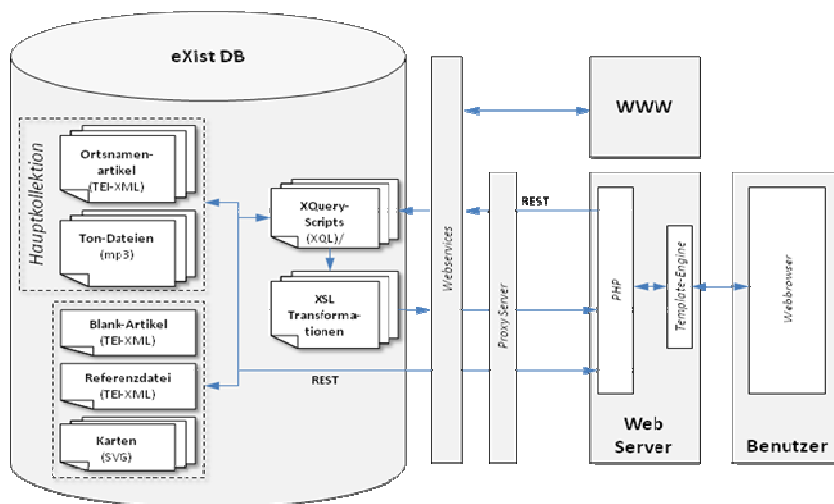 eXist DB
Hauptkollektion
Ortsnamen-
artikel
(TEI-XML)
Ton-Dateien
(mp3)
Blank-Artikel
(TEI-XML)
Referenzdatei
(TEI-XML)
Karten
(SVG)
XQuery-
Scripts
(XQL)/
XSL
Transforma-
tionen
REST
Webservices
Proxy Server
REST
WWW
PHP
Template-Engine
Web
Server
Webbrowser
Benutzer